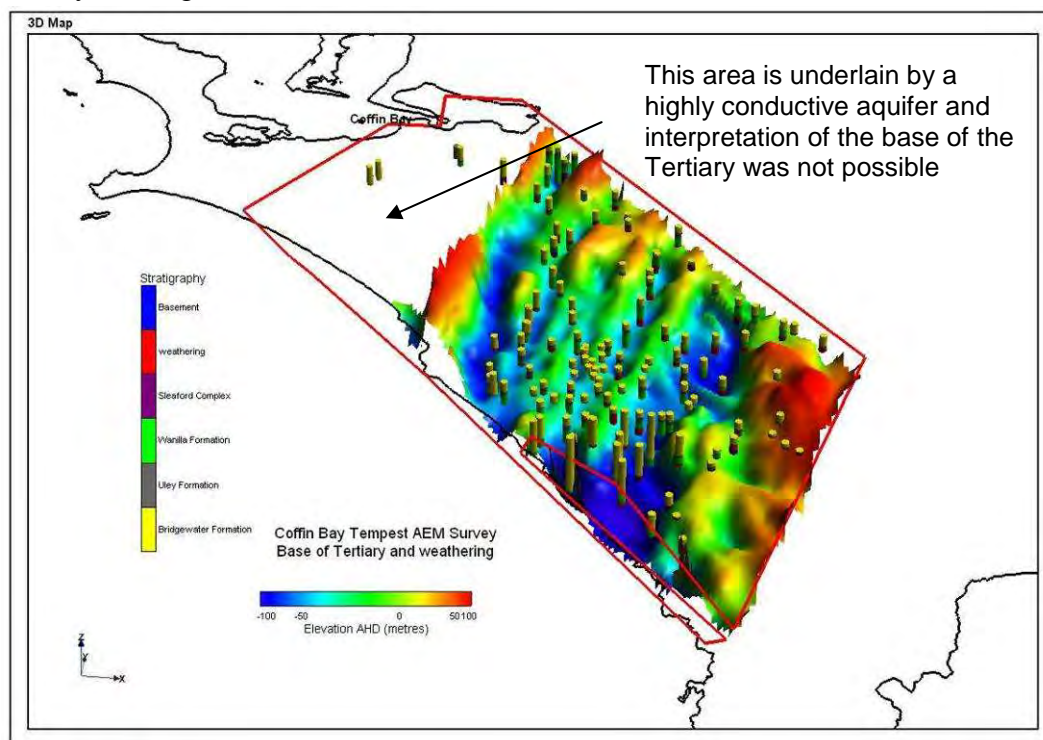 3D Map
Coffin Bay
This area is underlain by a
highly conductive aquifer and
interpretation of the base of the
Tertiary was not possible
Stratigraphy
Basement
weathering
Sleaford Complex
Wanilla Formation
Uley Formation
Bridgewater Formation
Coffin Bay Tempest AEM Survey
Base of Tertiary and weathering
-100 -50 0 50 100
Elevation AHD (metres)
Z
Y
X